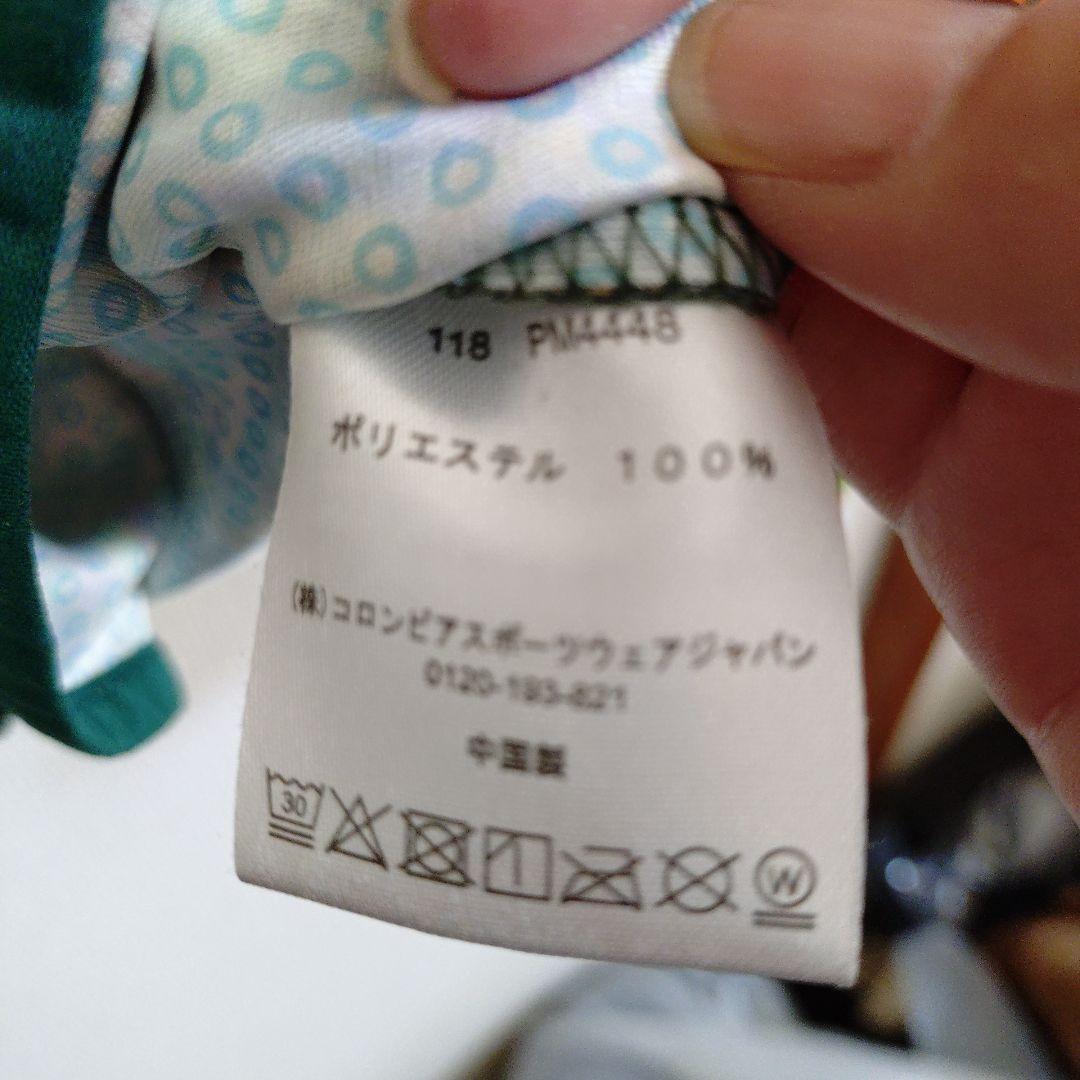 118 PM4448
ポリエステル 100%
(株)コロンビアスポーツウェアジャパン
0120-193-821
中国製
30
W